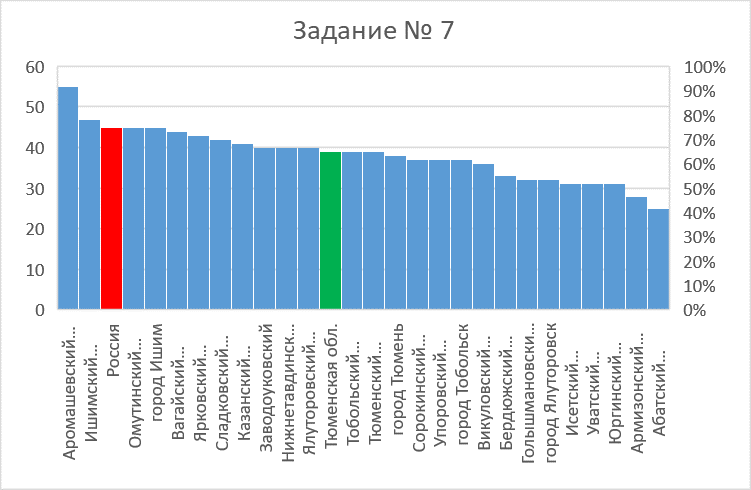 Задание № 7
60
50
40
30
20
10
0
100%
90%
80%
70%
60%
50%
40%
30%
20%
10%
0%
Аромашевский…
Ишимский…
Россия
Омутинский…
город Ишим
Вагайский…
Ярковский…
Сладковский…
Казанский…
Заводоуковский
Нижнетавдинск…
Ялуторовский…
Тюменская обл.
Тобольский…
Тюменский…
город Тюмень
Сорокинский…
Упоровский…
город Тобольск
Викуловский…
Бердюжский…
Голышмановски…
город Ялуторовск
Исетский…
Уватский…
Юргинский…
Армизонский…
Абатский…